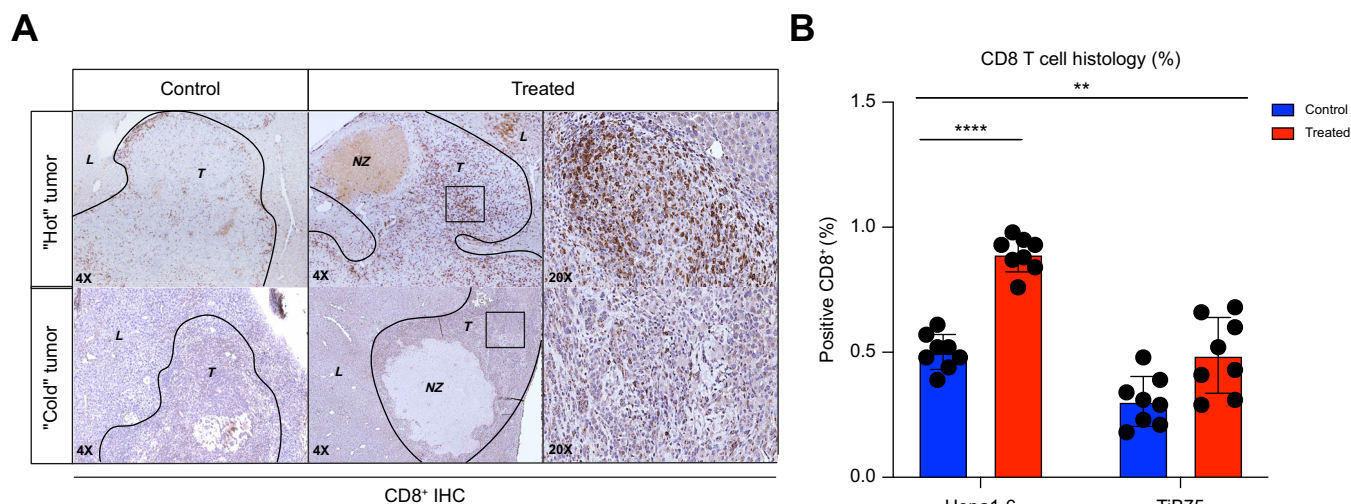 A
Control
Treated
"Hot" tumor
L
T
4X
NZ
T
L
4X
20X
"Cold" tumor
L
T
4X
L
T
NZ
4X
20X
CD8⁺ IHC
B
CD8 T cell histology (%)
Positive CD8⁺ (%)
1.5
1.0
0.5
0.0
**
****
Control
Treated